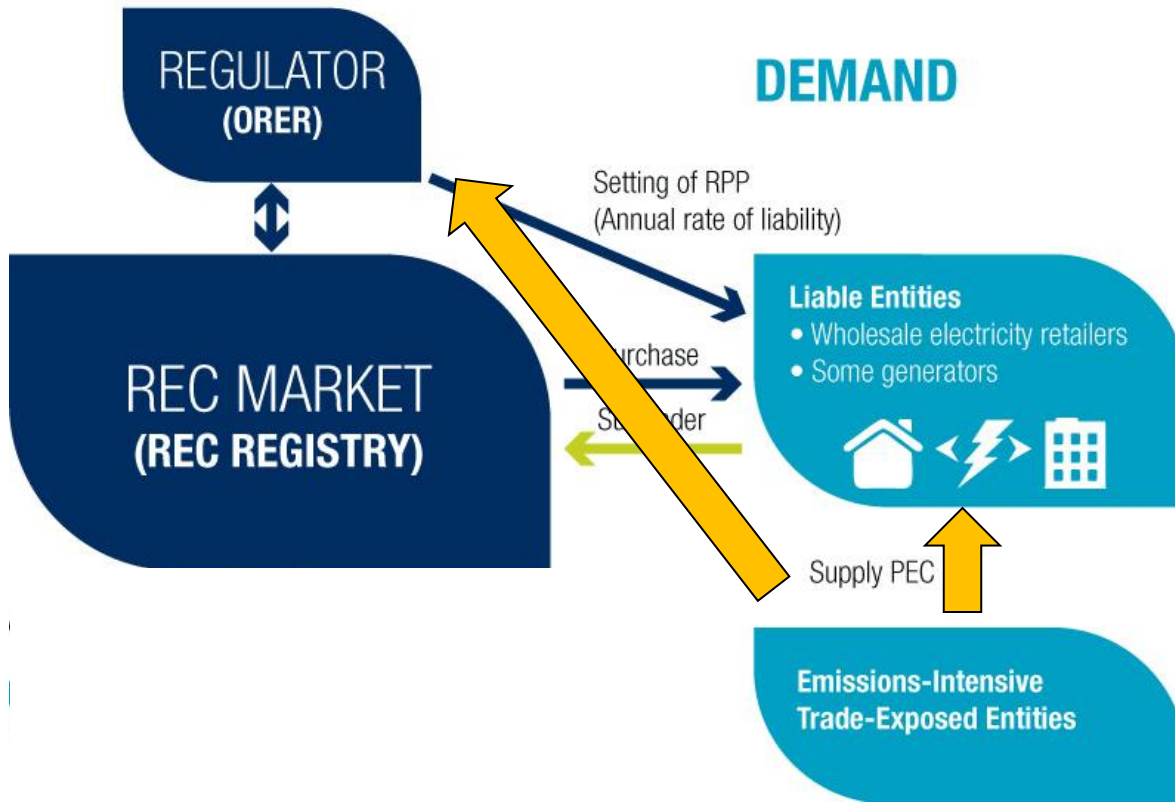 REGULATOR
(ORER)
DEMAND
Setting of RPP
(Annual rate of liability)
Liable Entities
• Wholesale electricity retailers
• Some generators
REC MARKET
(REC REGISTRY)
Supply PEC
Emissions-Intensive
Trade-Exposed Entities